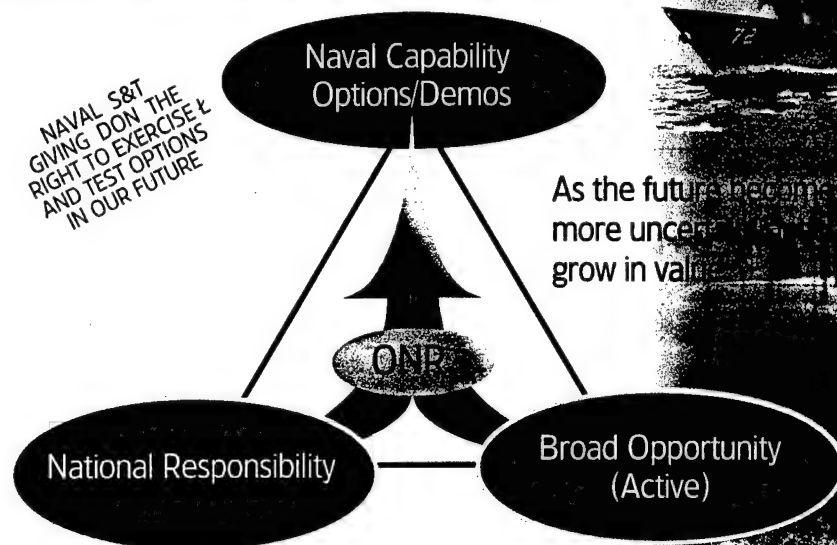 Naval Capability
Options/Demos
72
NAVAL S&T
GIVING DON THE
RIGHT TO EXERCISE Ł
AND TEST OPTIONS
IN OUR FUTURE
As the future become
more
grow in
ONR
National Responsibility
Broad Opportunity
(Active)